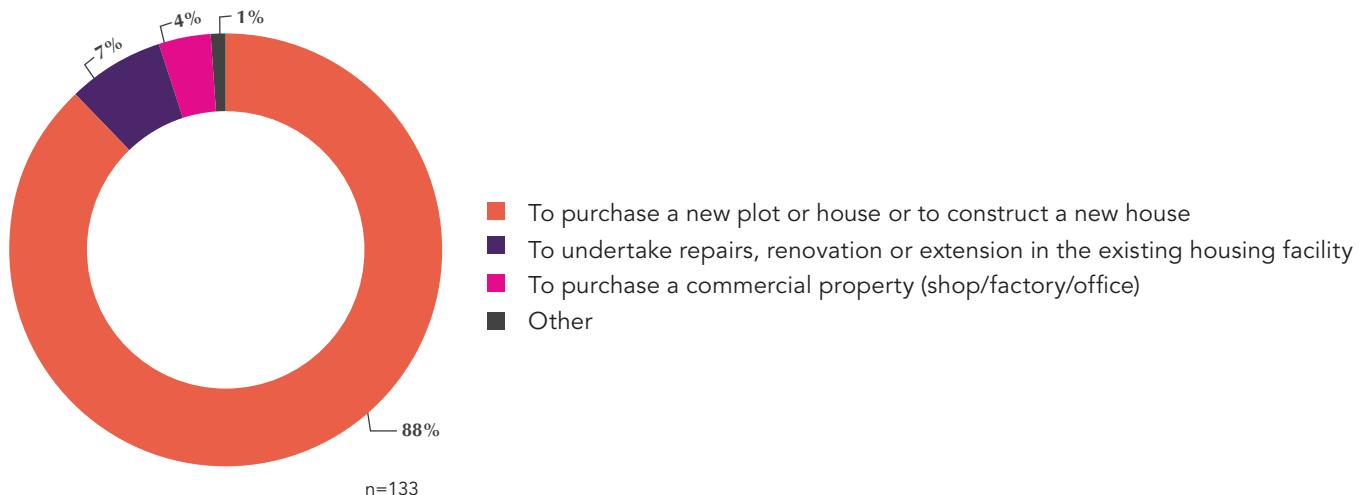 4%
1%
7%
To purchase a new plot or house or to construct a new house
To undertake repairs, renovation or extension in the existing housing facility
To purchase a commercial property (shop/factory/office)
Other
88%
n=133